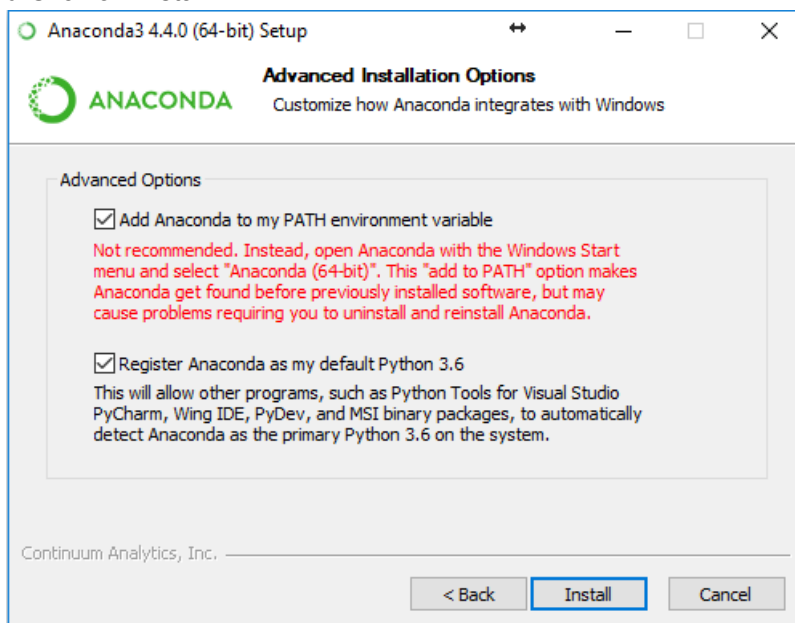 Anaconda3 4.4.0 (64-bit) Setup
Advanced Installation Options
ANACONDA
Customize how Anaconda integrates with Windows
Advanced Options
Add Anaconda to my PATH environment variable
Not recommended. Instead, open Anaconda with the Windows Start
menu and select "Anaconda (64-bit)". This "add to PATH" option makes
Anaconda get found before previously installed software, but may
cause problems requiring you to uninstall and reinstall Anaconda.
Register Anaconda as my default Python 3.6
This will allow other programs, such as Python Tools for Visual Studio
PyCharm, Wing IDE, PyDev, and MSI binary packages, to automatically
detect Anaconda as the primary Python 3.6 on the system.
Continuum Analytics, Inc.
< Back Install Cancel